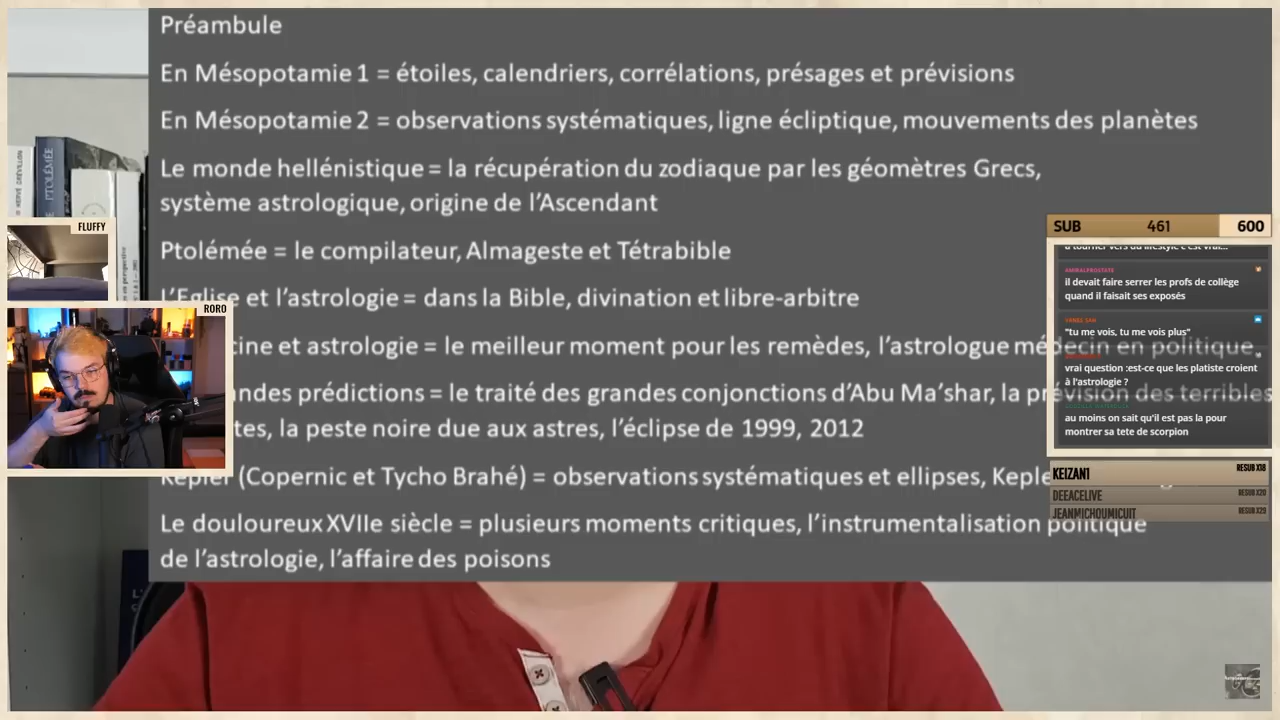 Préambule
En Mésopotamie 1 = étoiles, calendriers, corrélations, présages et prévisions
En Mésopotamie 2 = observations systématiques, ligne écliptique, mouvements des planètes
Le monde hellénistique = la récupération du zodiaque par les géomètres Grecs,
système astrologique, origine de l'Ascendant
Ptolémée = le compilateur, Almageste et Tétrabible
L'Eglise et l'astrologie = dans la Bible, divination et libre-arbitre
et astrologie = le meilleur moment pour les remèdes, l'astrologue médecin en politique
prédictions = le traité des grandes conjonctions d'Abu Ma'shar, la prévision des terribles
la peste noire due aux astres, l'éclipse de 1999, 2012
Kepler (Copernic et Tycho Brahé) = observations systématiques et ellipses,
Le douloureux XVIIe siècle = plusieurs moments critiques, l'instrumentalisation politique
de l'astrologie, l'affaire des poisons
PTOLÉMÉE
FLUFFY
RORO
SUB 461 600
il devait faire serrer les profs de collège
quand il faisait ses exposés
"tu me vois, tu me vois plus"
vrai question :est-ce que les platiste croient
à l'astrologie ?
au moins on sait qu'il est pas la pour
montrer sa tete de scorpion
KEIZAN1 RESUB X18
DEEACELIVE RESUB X20
JEANMICHOUMICUIT RESUB X29